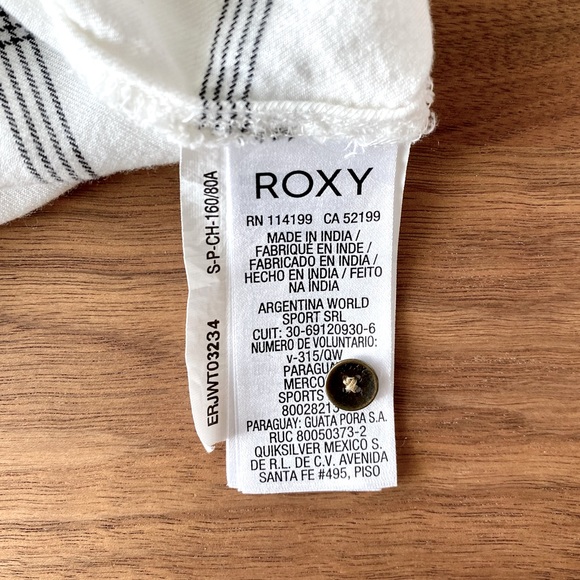 ROXY
RN 114199 CA 52199
MADE IN INDIA /
FABRIQUÉ EN INDE /
FABRICADO EN INDIA /
HECHO EN INDIA / FEITO
NA ÍNDIA
ARGENTINA WORLD
SPORT SRL
CUIT: 30-69120930-6
NUMERO DE VOLUNTARIO:
v-315/QW
MERCO
SPORTS
PARAGUAY: GUATA PORA S.A.
RUC 80050373-2
QUIKSILVER MEXICO S.
DE R.L. DE C.V. AVENIDA
SANTA FE #495, PISO
S-P-CH-160/80A
ERJWT03234